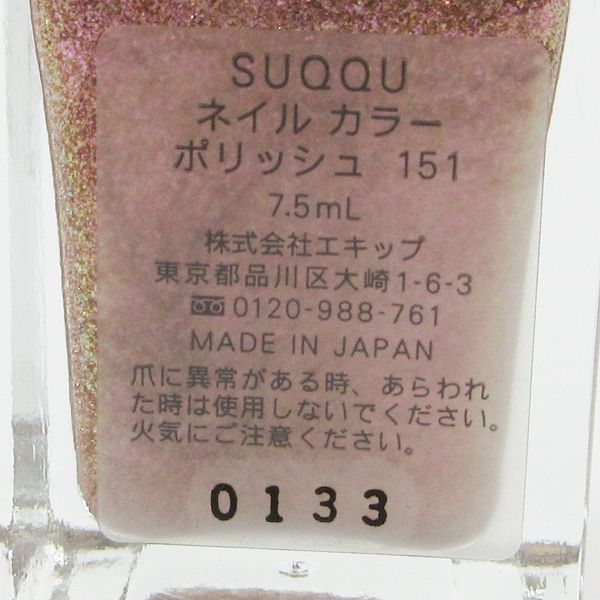 SUQQU
ネイル カラー
ポリッシュ 151
7.5mL
株式会社エキップ
東京都品川区大崎1-6-3
0120-988-761
MADE IN JAPAN
爪に異常がある時、あらわれ
た時は使用しないでください。
火気にご注意ください。
0133